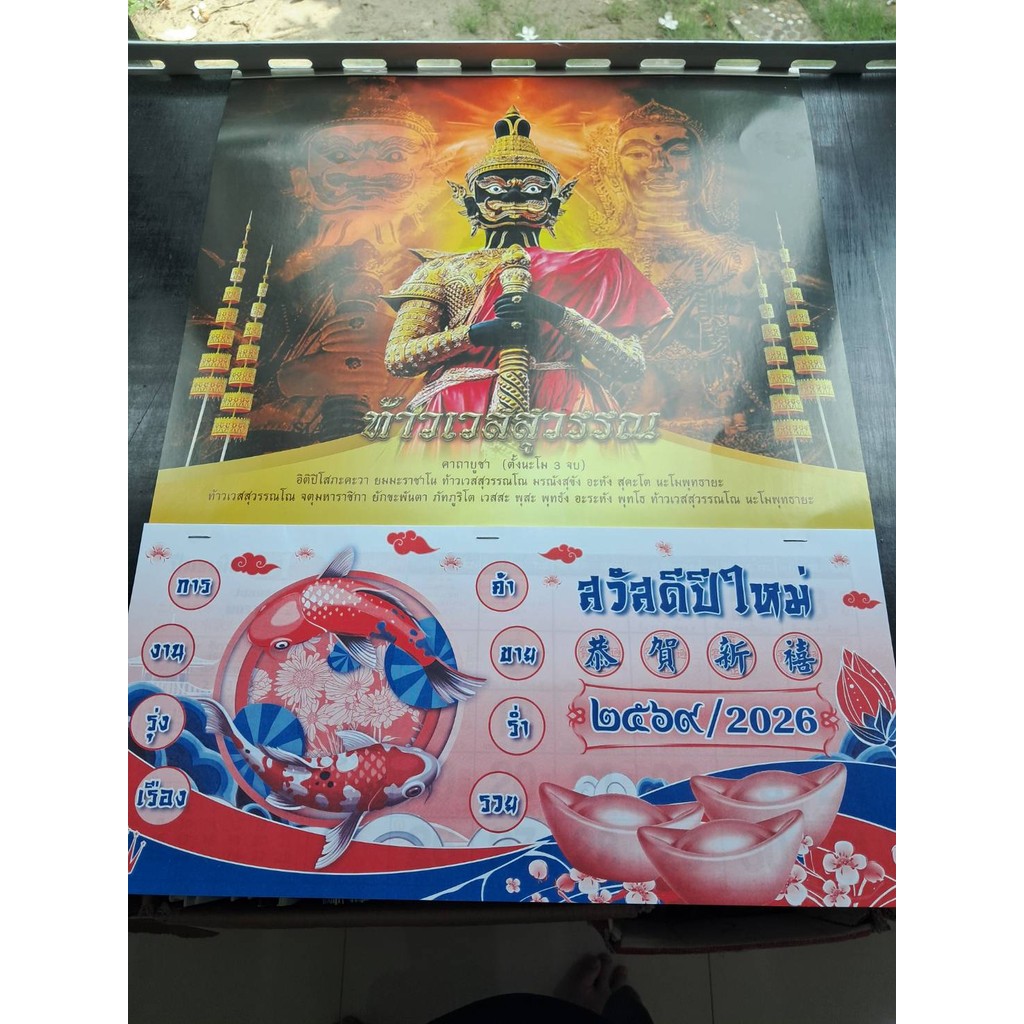 ท้าวเวสสุวรรณ
คาถาบูชา (ตั้งนะโม 3 จบ)
อิติปิโสภะคะวา ยมมะราชาโน ท้าวเวสสุวรรณโณ มรณังสุขัง อะหัง สุคะโต นะโมพุทธายะ
ท้าวเวสสุวรรณโณ จตุมหาราชิกา ยักขะพันตา ภัทภูริโต เวสสะ พุสะ พุทธัง อะระหัง พุทโธ ท้าวเวสสุวรรณโณ นะโมพุทธายะ
การ
งาน
รุ่ง
เรือง
ค้า
ขาย
ร่ำ
รวย
สวัสดีปีใหม่
恭賀新禧
๒๕๖๙/2026